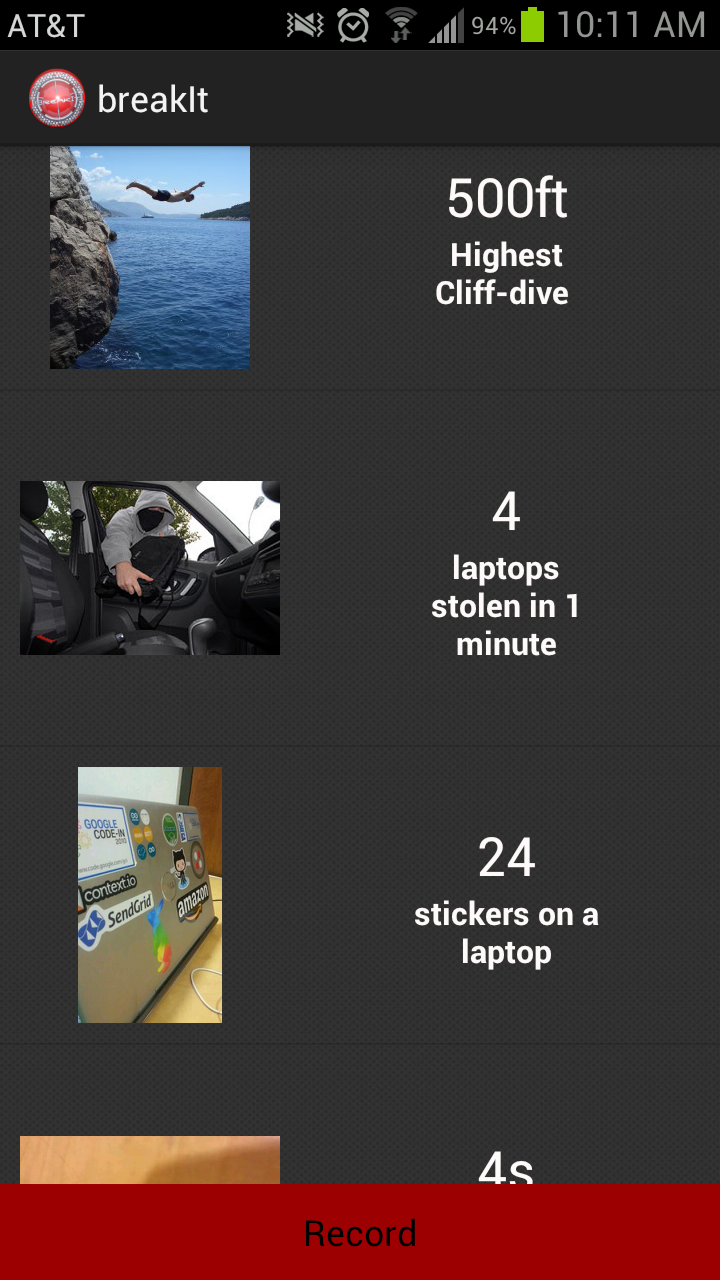 AT&T
94%
10:11 AM
breakIt
500ft
Highest
Cliff-dive
4
laptops
stolen in 1
minute
GOOGLE
CODE-IN
2010
context.io
SendGrid
amazon
24
stickers on a
laptop
4s
Record